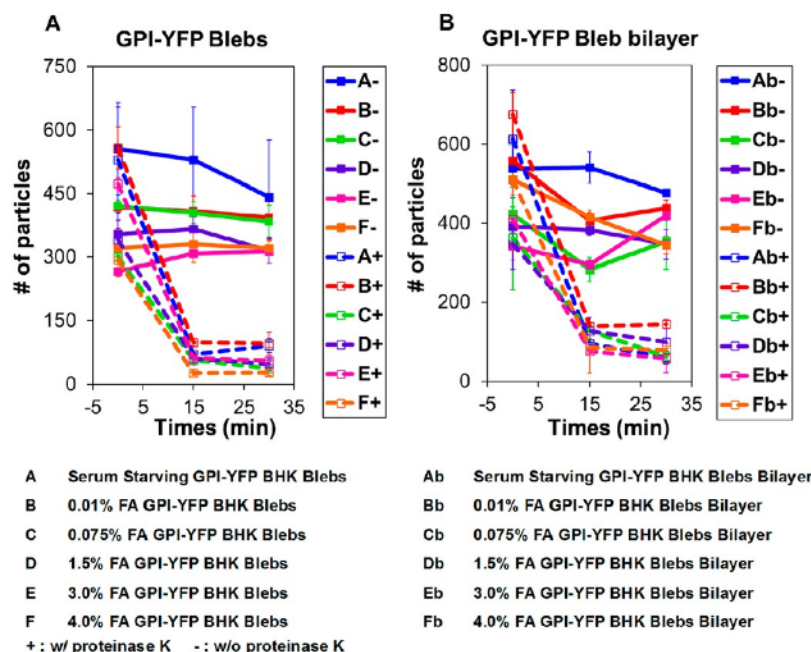 A
GPI-YFP Blebs
750
600
450
300
150
0
-5
5
15
25
35
# of particles
Times (min)
A-
B-
C-
D-
E-
F-
A+
B+
C+
D+
E+
F+
B
GPI-YFP Bleb bilayer
800
600
400
200
0
-5
5
15
25
35
# of particles
Times (min)
Ab-
Bb-
Cb-
Db-
Eb-
Fb-
Ab+
Bb+
Cb+
Db+
Eb+
Fb+
A Serum Starving GPI-YFP BHK Blebs
B 0.01% FA GPI-YFP BHK Blebs
C 0.075% FA GPI-YFP BHK Blebs
D 1.5% FA GPI-YFP BHK Blebs
E 3.0% FA GPI-YFP BHK Blebs
F 4.0% FA GPI-YFP BHK Blebs
+ : w/ proteinase K - : w/o proteinase K
Ab Serum Starving GPI-YFP BHK Blebs Bilayer
Bb 0.01% FA GPI-YFP BHK Blebs Bilayer
Cb 0.075% FA GPI-YFP BHK Blebs Bilayer
Db 1.5% FA GPI-YFP BHK Blebs Bilayer
Eb 3.0% FA GPI-YFP BHK Blebs Bilayer
Fb 4.0% FA GPI-YFP BHK Blebs Bilayer